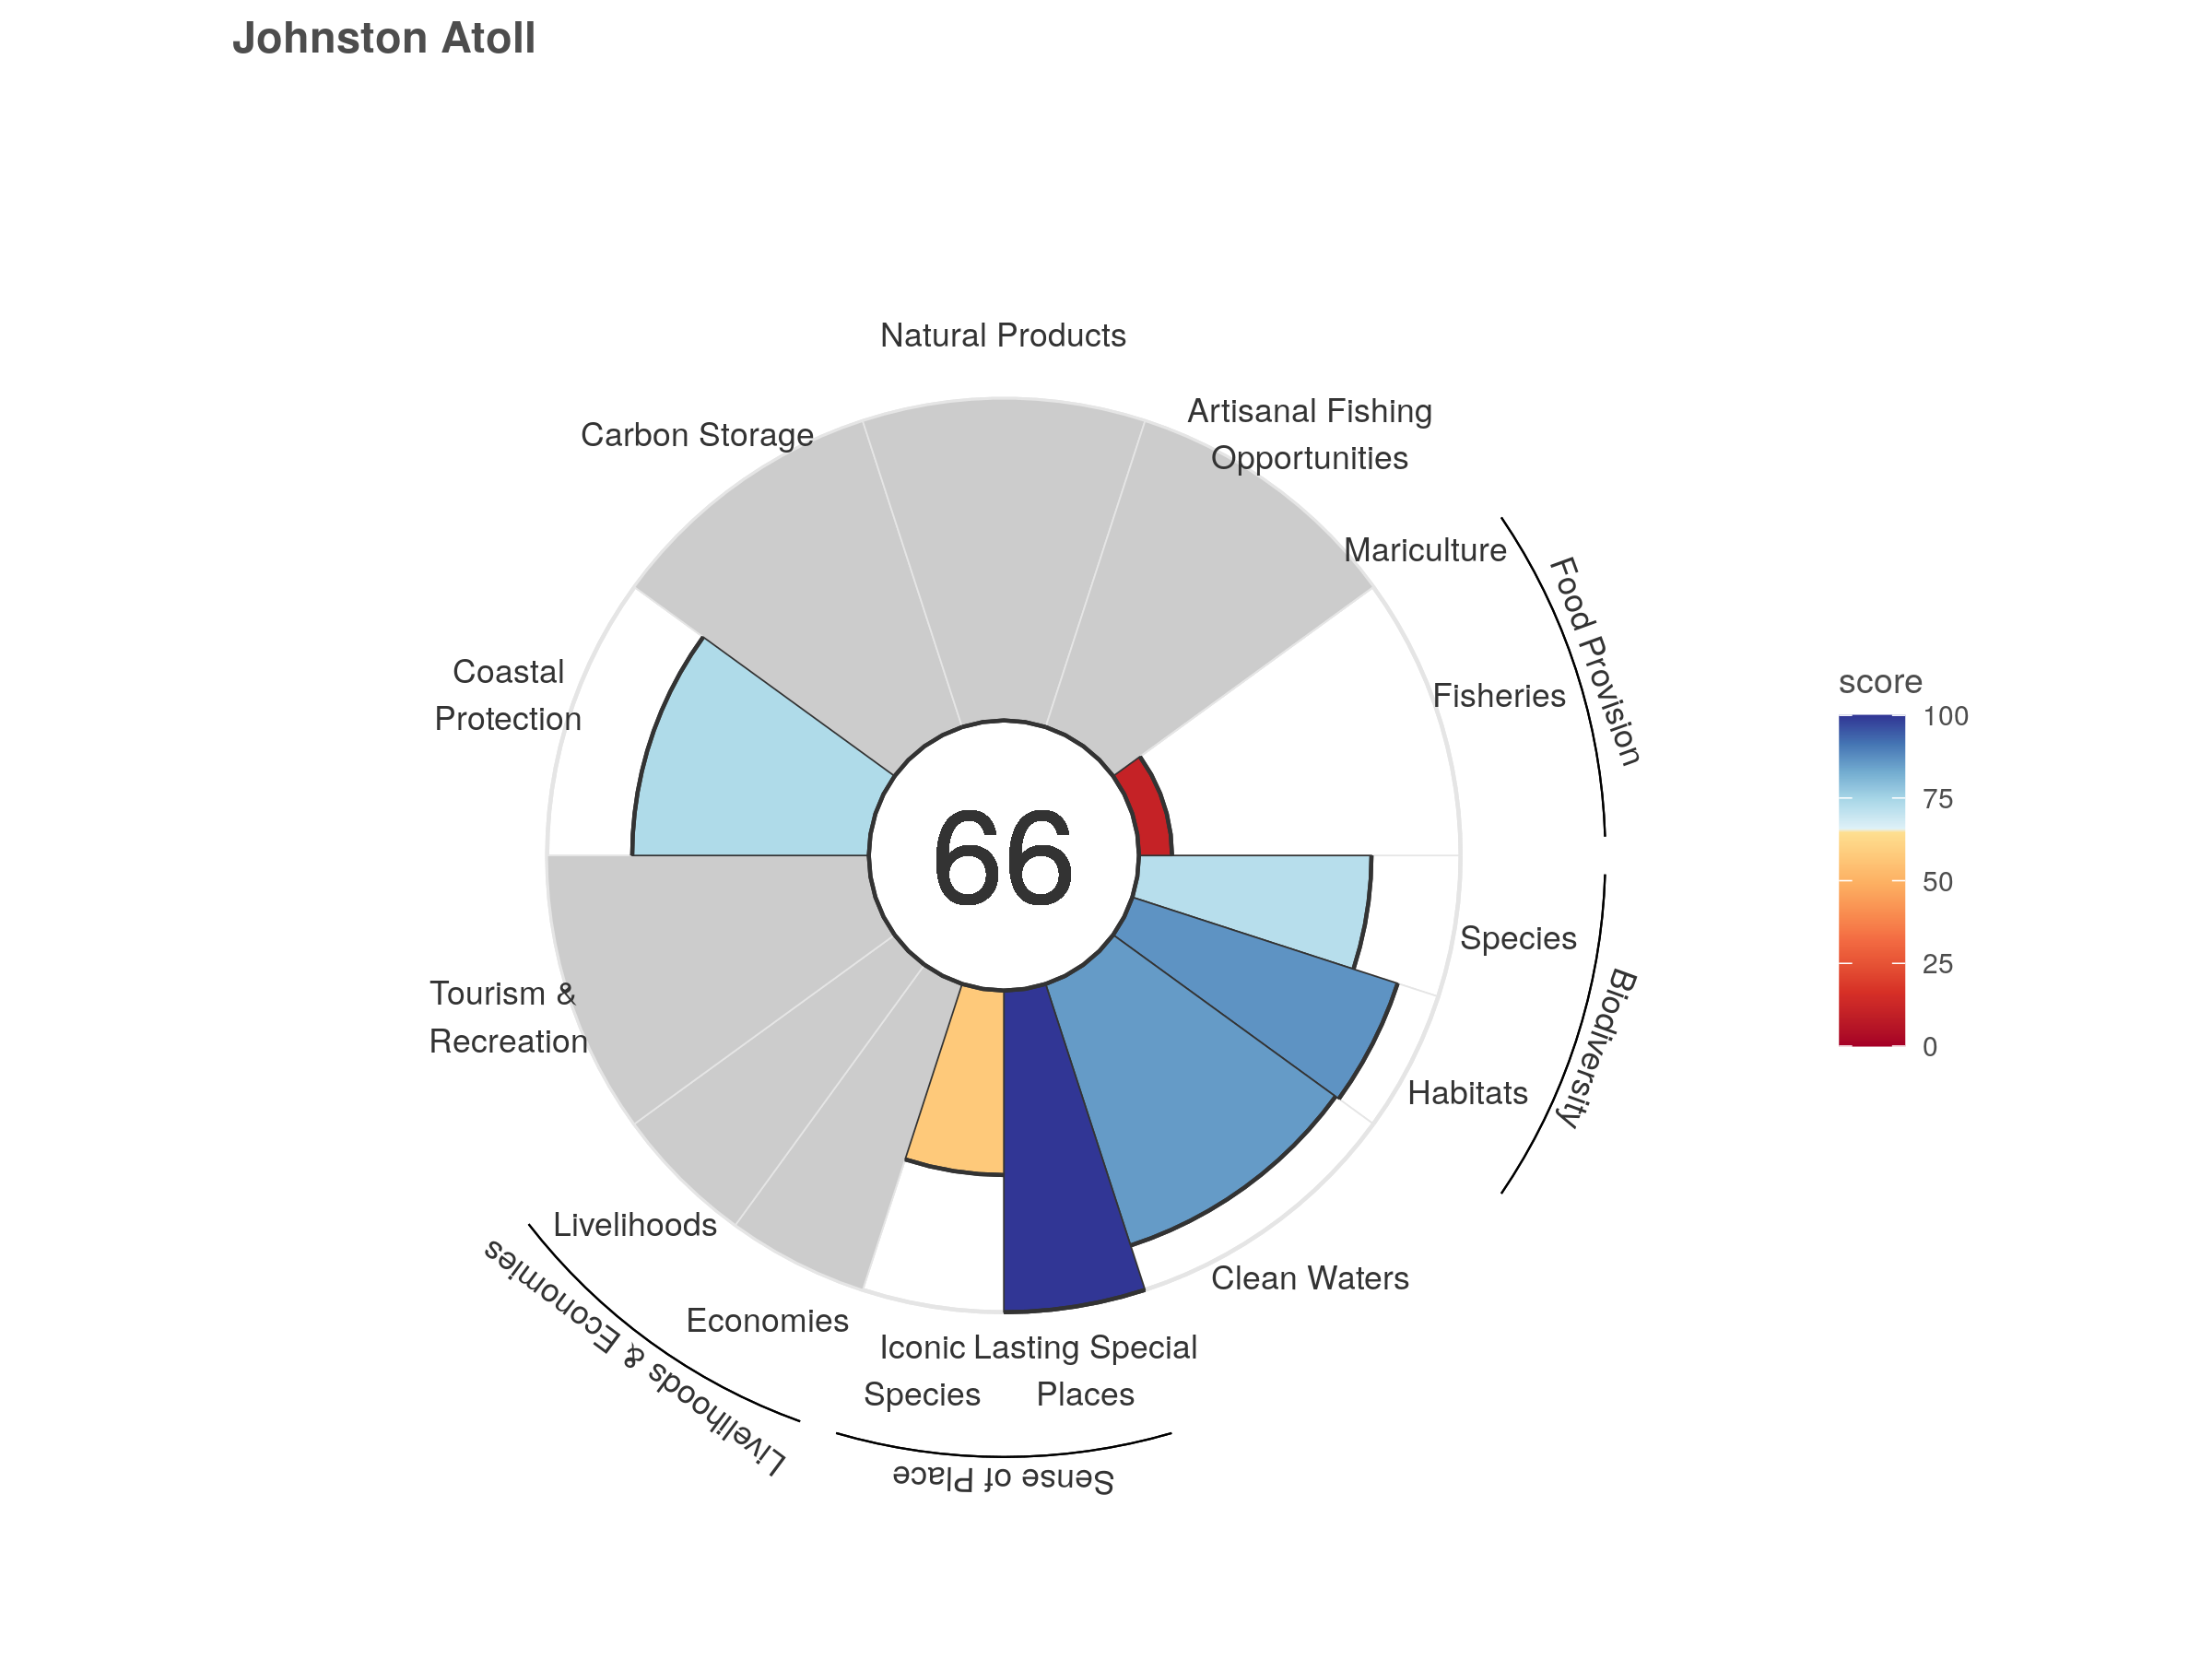 Johnston Atoll
Natural Products
Artisanal Fishing
Opportunities
Carbon Storage
Mariculture
Food Provision
Fisheries
Coastal
Protection
66
score
100
75
50
25
0
Species
Biodiversity
Habitats
Tourism &
Recreation
Livelihoods
Clean Waters
Economies
Livelihoods & Economies
Iconic
Species
Lasting Special
Places
Sense of Place